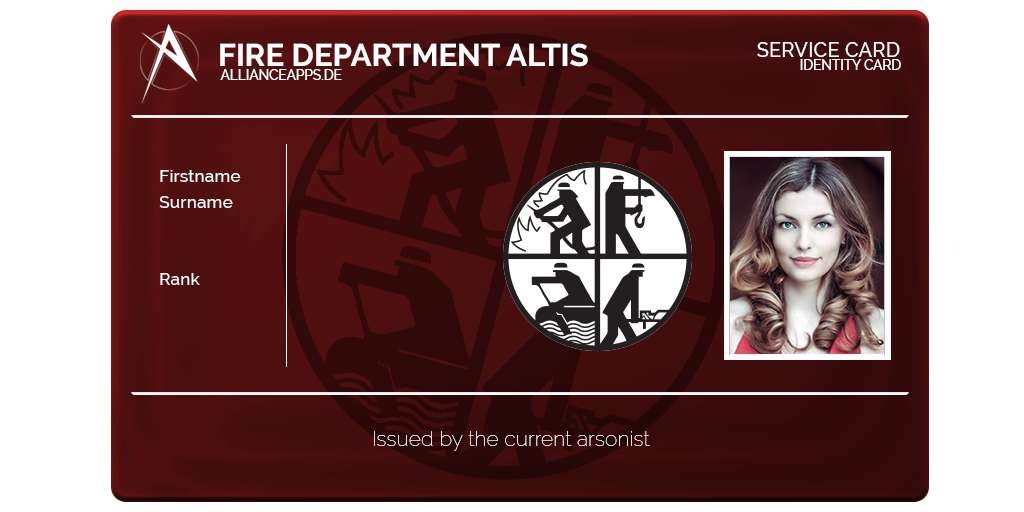 FIRE DEPARTMENT ALTIS
ALLIANCEAPPS.DE
SERVICE CARD
IDENTITY CARD
Firstname
Surname
Rank
Issued by the current arsonist